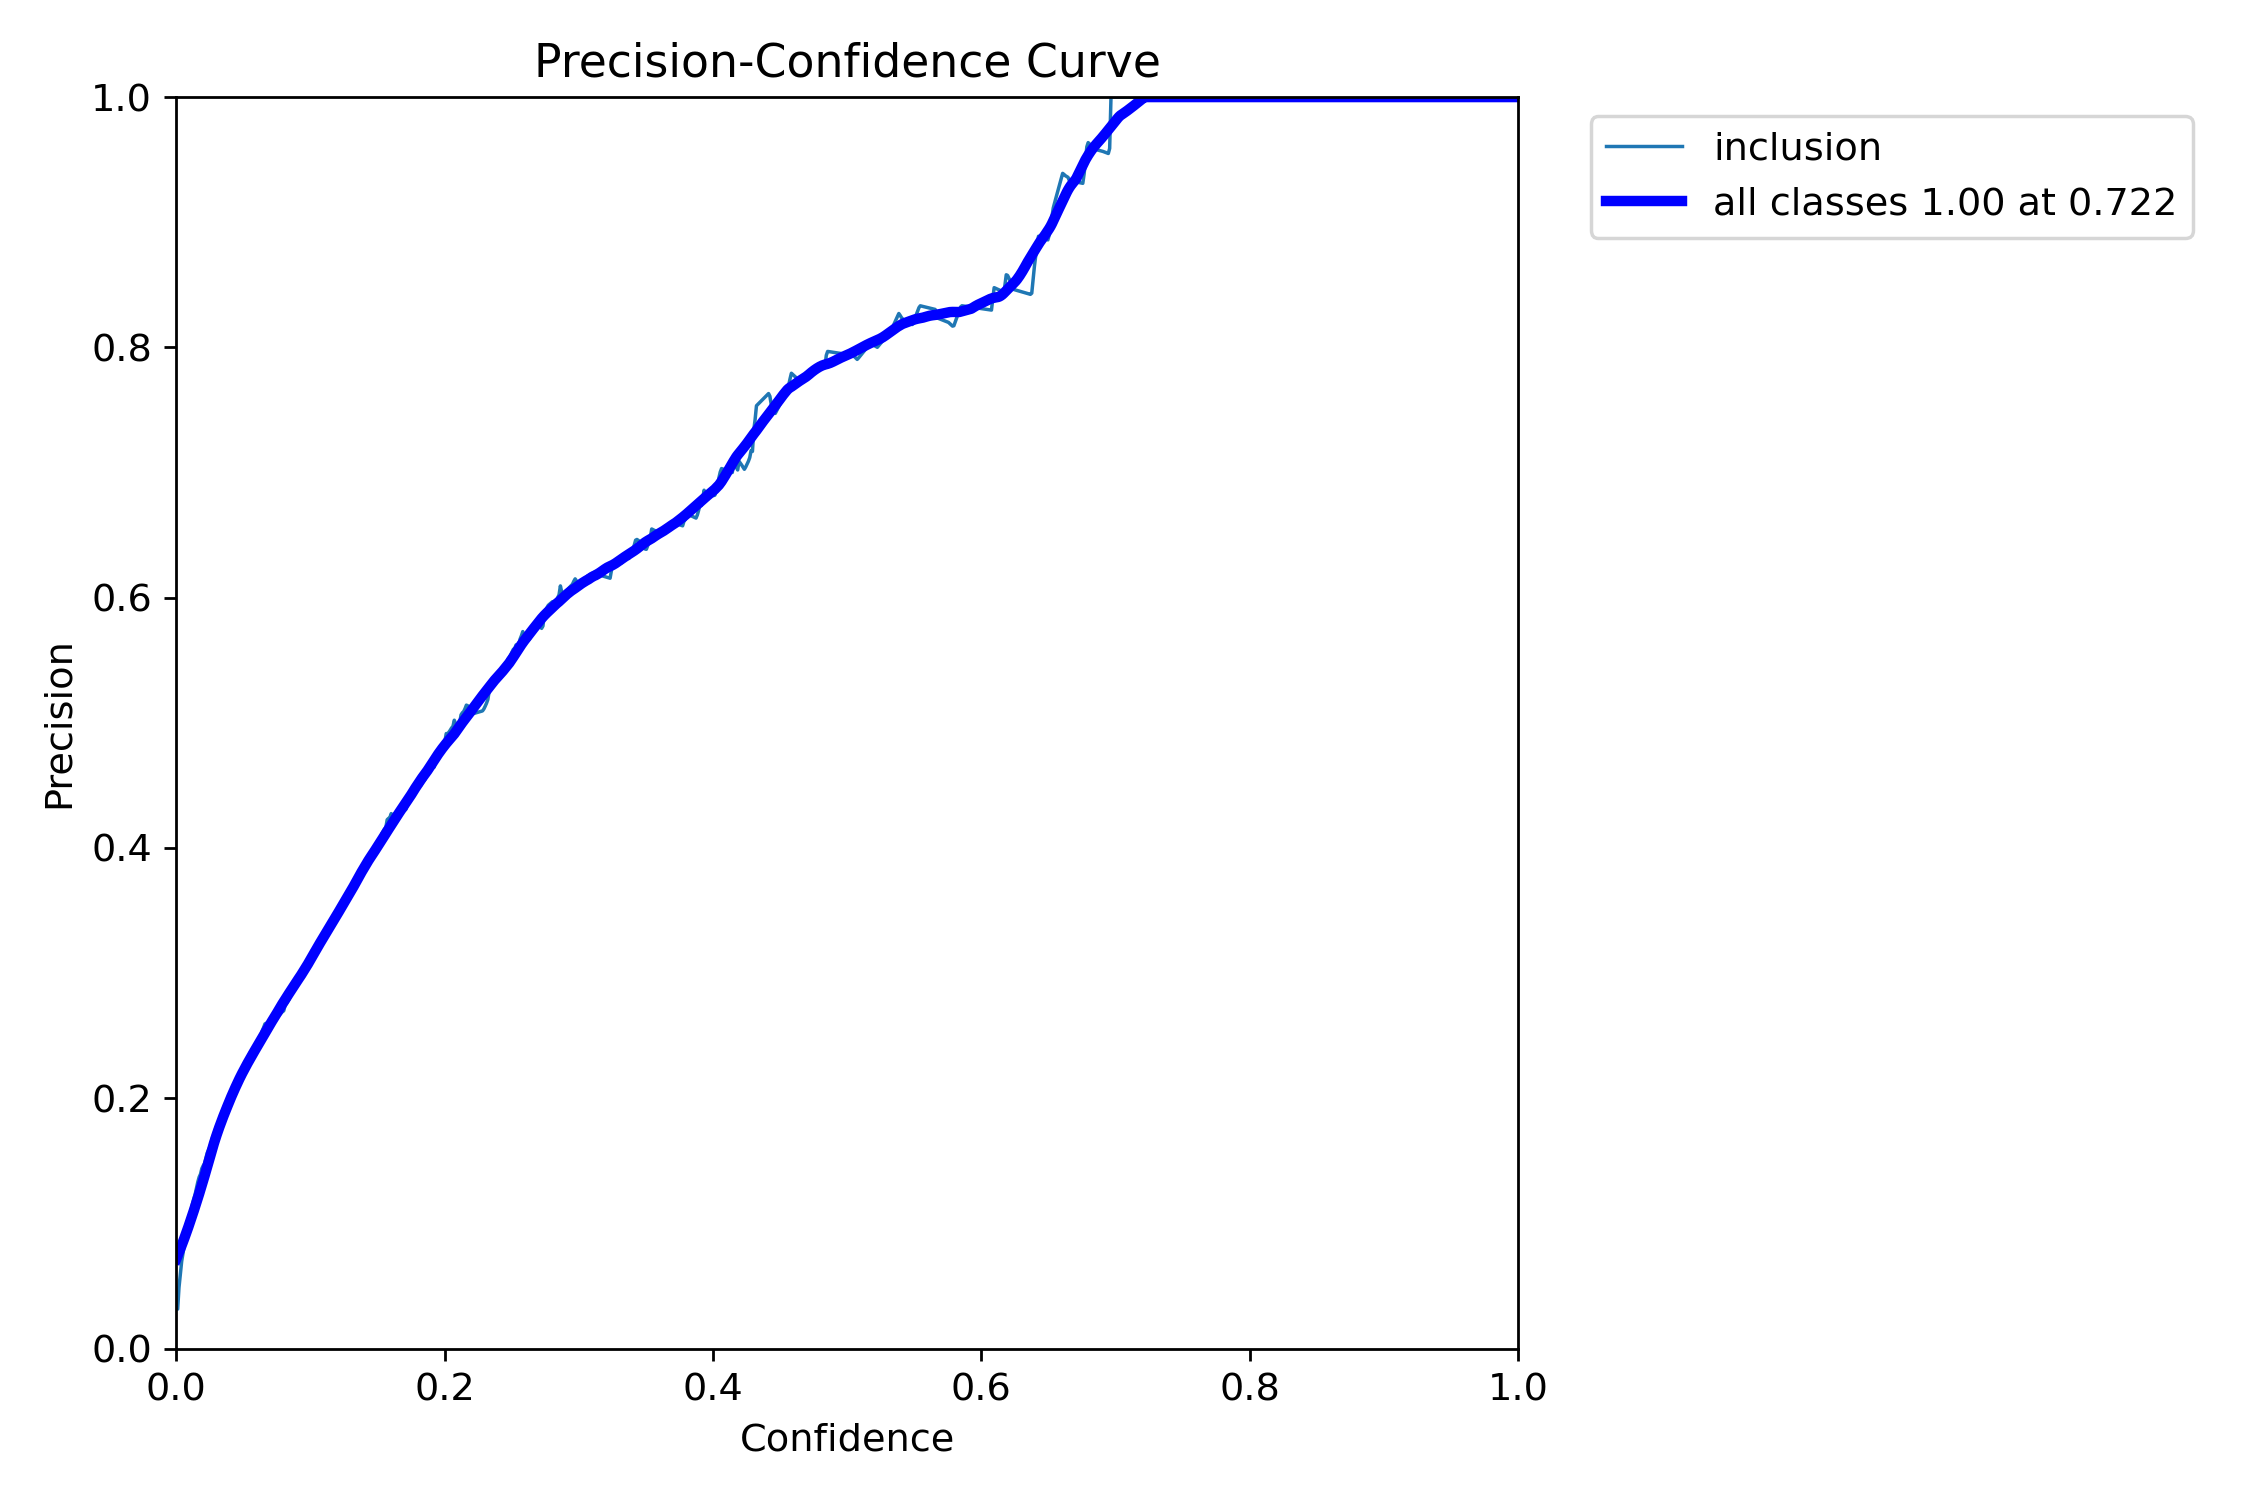 Precision-Confidence Curve
1.0
0.8
0.6
0.4
0.2
0.0
Precision
0.0 0.2 0.4 0.6 0.8 1.0
Confidence
inclusion
all classes 1.00 at 0.722